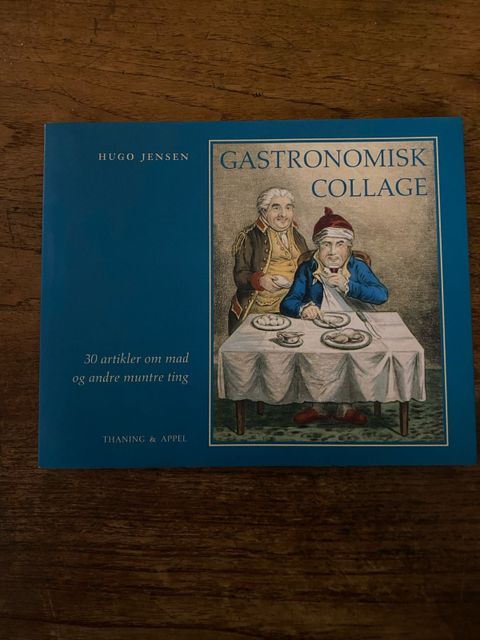 HUGO JENSEN
GASTRONOMISK
COLLAGE
30 artikler om mad
og andre muntre ting
THANING & APPEL